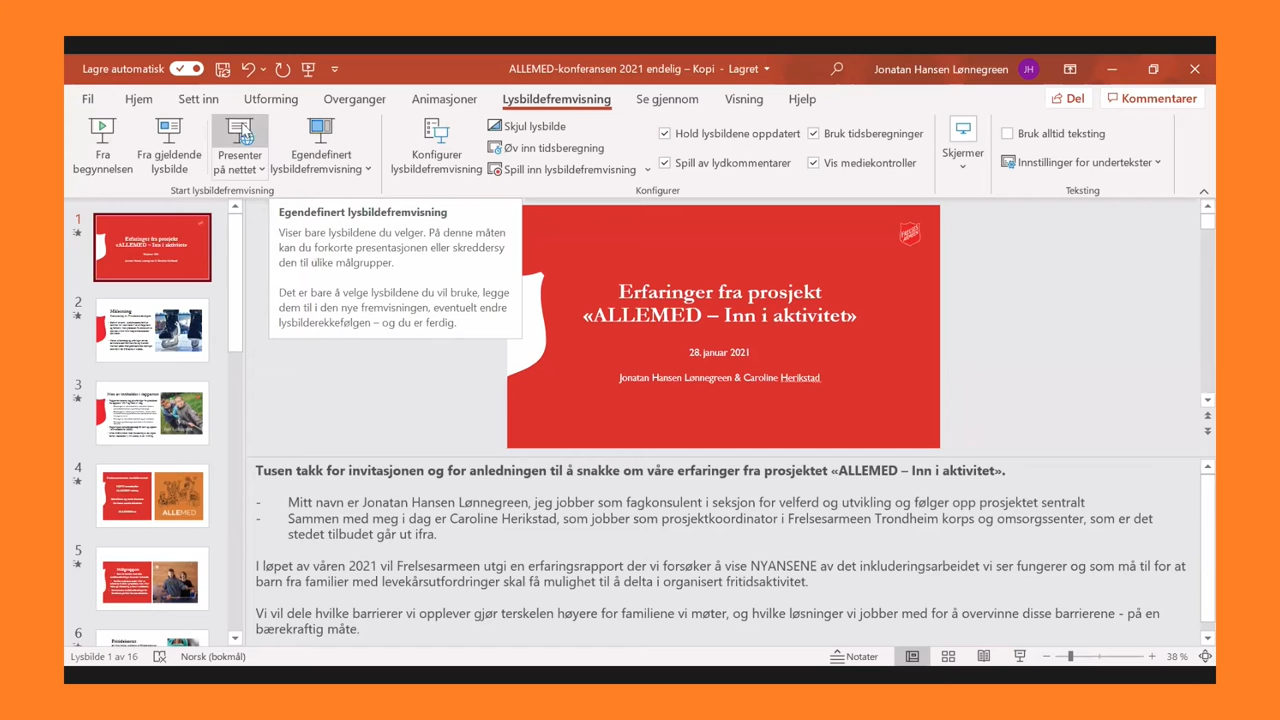 Lagre automatisk
ALLEMED-konferansen 2021 endelig – Kopi - Lagret
Jonatan Hansen Lønnegreen
JH
Fil Hjem Sett inn Utforming Overganger Animasjoner Lysbildefremvisning Se gjennom Visning Hjelp
Del
Kommentarer
Fra begynnelsen
Fra gjeldende lysbilde
Presenter på nettet
Egendefinert lysbildefremvisning
Start lysbildefremvisning
Konfigurer lysbildefremvisning
Skjul lysbilde
Øv inn tidsberegning
Spill inn lysbildefremvisning
Hold lysbildene oppdatert
Spill av lydkommentarer
Bruk tidsberegninger
Vis mediekontroller
Konfigurer
Skjermer
Bruk alltid teksting
Innstillinger for undertekster
Teksting
Egendefinert lysbildefremvisning
Viser bare lysbildene du velger. På denne måten
kan du forkorte presentasjonen eller skreddersy
den til ulike målgrupper.
Det er bare å velge lysbildene du vil bruke, legge
dem til i den nye fremvisningen, eventuelt endre
lysbilderekkefølgen – og du er ferdig.
1
Erfaringer fra prosjekt
«ALLEMED – Inn i aktivitet»
2
3
4
ALLEMED
5
6
Erfaringer fra prosjekt
«ALLEMED – Inn i aktivitet»
28. januar 2021
Jonatan Hansen Lønnegreen & Caroline Herikstad
Tusen takk for invitasjonen og for anledningen til å snakke om våre erfaringer fra prosjektet «ALLEMED – Inn i aktivitet».
- Mitt navn er Jonatan Hansen Lønnegreen, jeg jobber som fagkonsulent i seksjon for velferd og utvikling og følger opp prosjektet sentralt
- Sammen med meg i dag er Caroline Herikstad, som jobber som prosjektkoordinator i Frelsesarmeen Trondheim korps og omsorgssenter, som er det
stedet tilbudet går ut ifra.
I løpet av våren 2021 vil Frelsesarmeen utgi en erfaringsrapport der vi forsøker å vise NYANSENE av det inkluderingsarbeidet vi ser fungerer og som må til for at
barn fra familier med levekårsutfordringer skal få mulighet til å delta i organisert fritidsaktivitet.
Vi vil dele hvilke barrierer vi opplever gjør terskelen høyere for familiene vi møter, og hvilke løsninger vi jobber med for å overvinne disse barrierene - på en
bærekraftig måte.
Lysbilde 1 av 16
Norsk (bokmål)
Notater
38 %